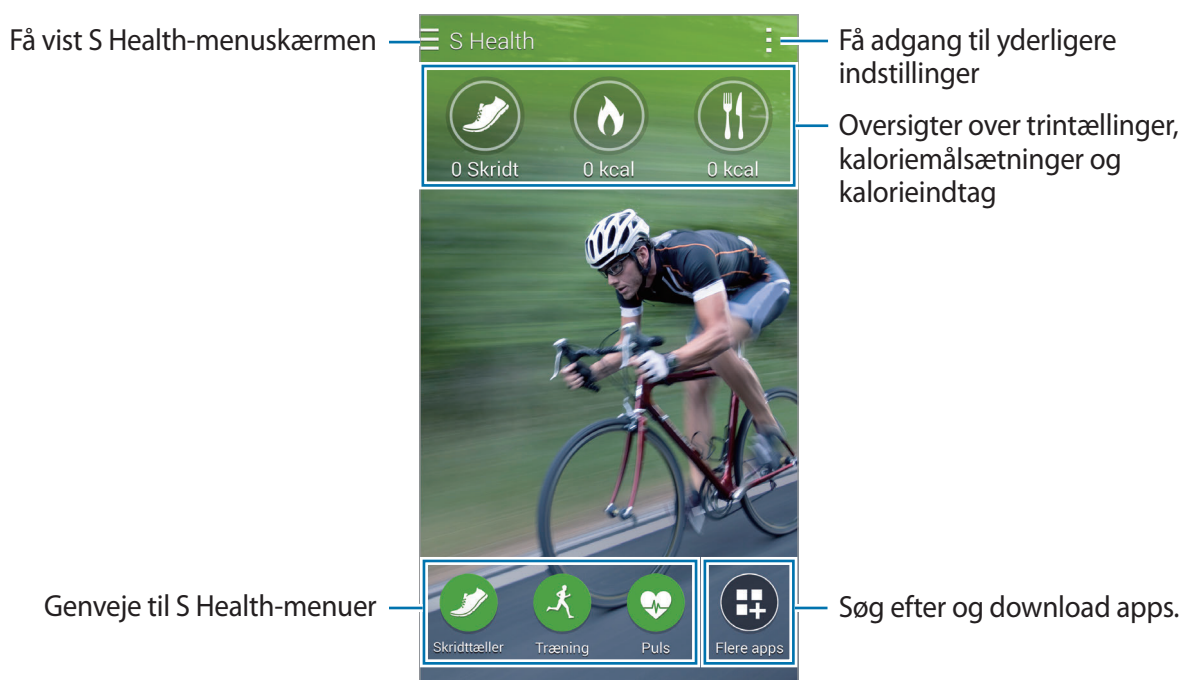 Få vist S Health-menuskærmen
S Health
Få adgang til yderligere
indstillinger
0 Skridt
0 kcal
0 kcal
Oversigter over trintællinger,
kaloriemålsætninger og
kalorieindtag
Genveje til S Health-menuer
Skridttæller
Træning
Puls
Flere apps
Søg efter og download apps.